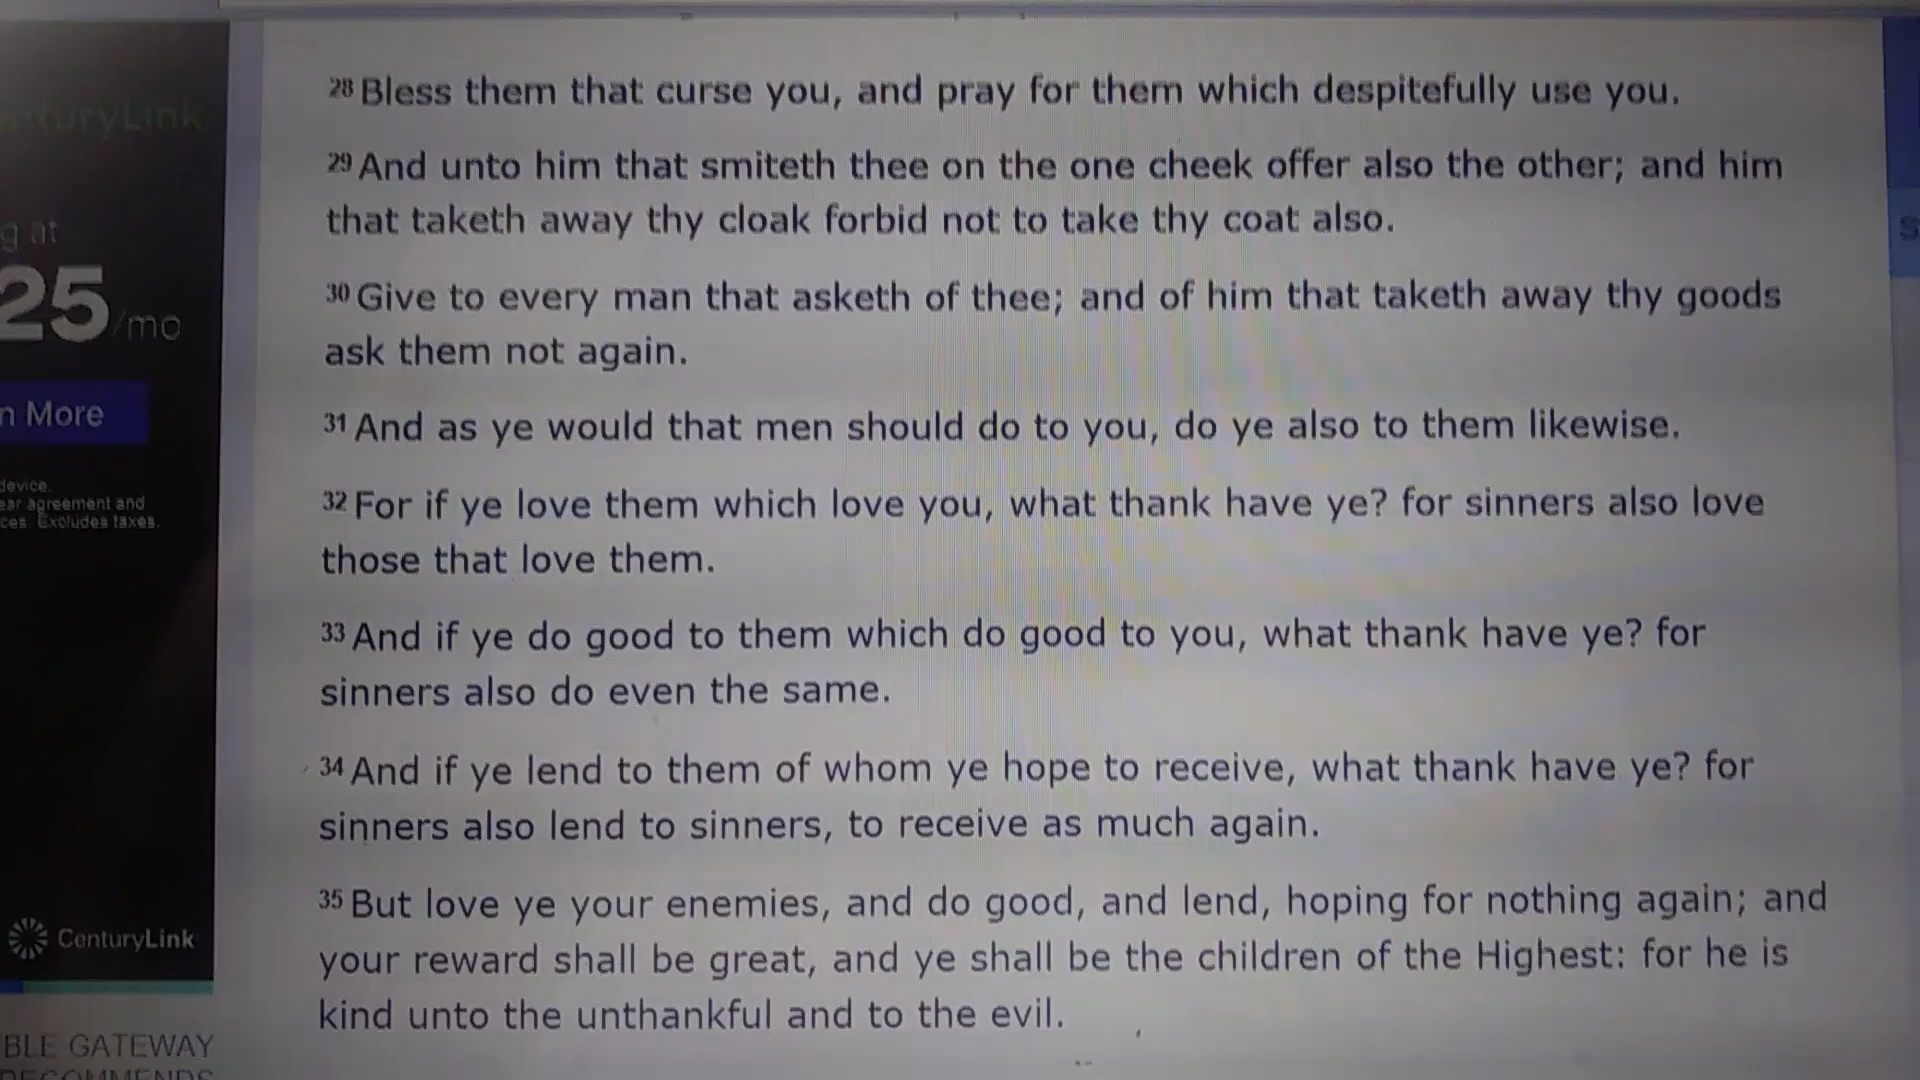 28 Bless them that curse you, and pray for them which despitefully use you.
29 And unto him that smiteth thee on the one cheek offer also the other; and him
that taketh away thy cloak forbid not to take thy coat also.
30 Give to every man that asketh of thee; and of him that taketh away thy goods
ask them not again.
31 And as ye would that men should do to you, do ye also to them likewise.
32 For if ye love them which love you, what thank have ye? for sinners also love
those that love them.
33 And if ye do good to them which do good to you, what thank have ye? for
sinners also do even the same.
34 And if ye lend to them of whom ye hope to receive, what thank have ye? for
sinners also lend to sinners, to receive as much again.
35 But love ye your enemies, and do good, and lend, hoping for nothing again; and
your reward shall be great, and ye shall be the children of the Highest: for he is
kind unto the unthankful and to the evil.
at
25/mo
More
device.
agreement and
Excludes taxes.
CenturyLink
GATEWAY